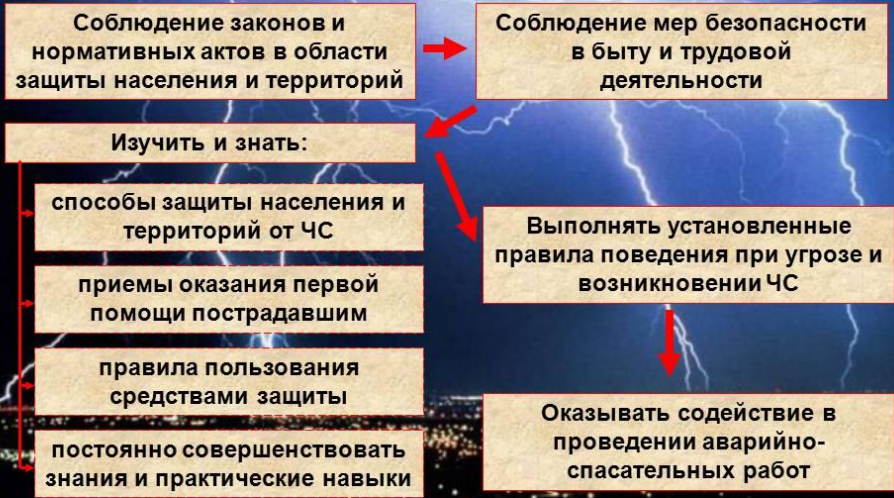 Соблюдение законов и
нормативных актов в области
защиты населения и территорий
Соблюдение мер безопасности
в быту и трудовой
деятельности
Изучить и знать:
способы защиты населения и
территорий от ЧС
приемы оказания первой
помощи пострадавшим
правила пользования
средствами защиты
постоянно совершенствовать
знания и практические навыки
Выполнять установленные
правила поведения при угрозе и
возникновении ЧС
Оказывать содействие в
проведении аварийно-
спасательных работ